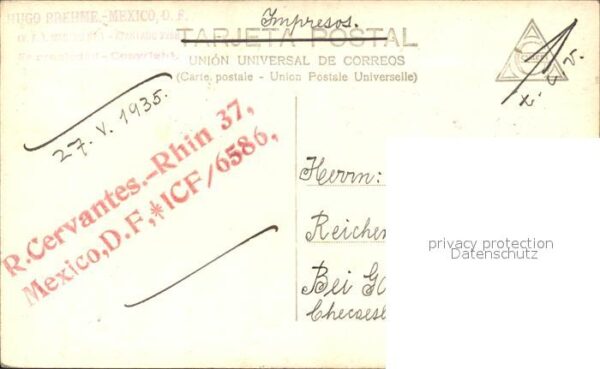 HUGO BREHME.-MEXICO, D. F.
Impresos.
TARJETA POSTAL
UNIÓN UNIVERSAL DE CORREOS
(Carte, postale - Union Postale Universelle)
27. V. 1935.
R. Cervantes.-Rhin 37,
Mexico, D. F, *ICF/6586,
Herrn:
Reichen
Bei
privacy protection
Datenschutz